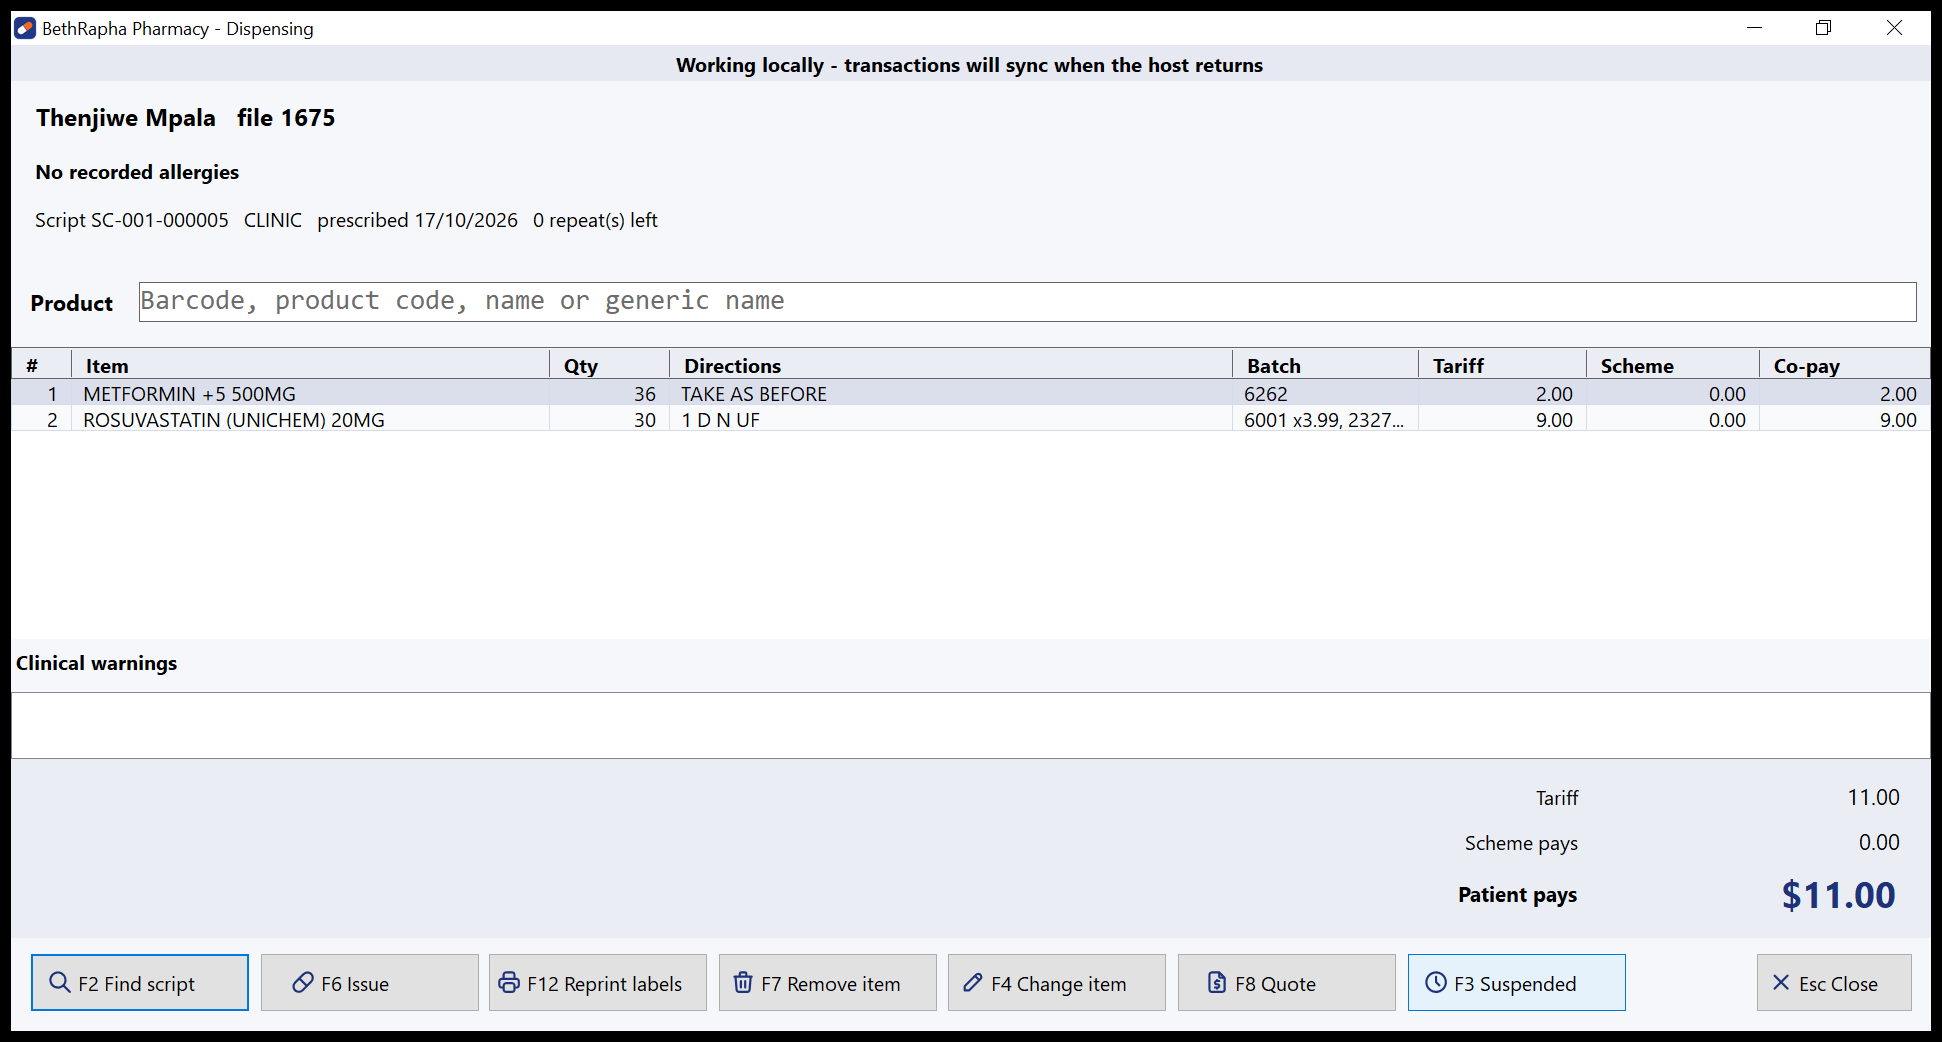 BethRapha Pharmacy - Dispensing
Working locally - transactions will sync when the host returns
Thenjiwe Mpala file 1675
No recorded allergies
Script SC-001-000005 CLINIC prescribed 17/10/2026 0 repeat(s) left
Product Barcode, product code, name or generic name
# Item Qty Directions Batch Tariff Scheme Co-pay
1 METFORMIN +5 500MG 36 TAKE AS BEFORE 6262 2.00 0.00 2.00
2 ROSUVASTATIN (UNICHEM) 20MG 30 1 D N UF 6001 x3.99, 2327... 9.00 0.00 9.00
Clinical warnings
Tariff 11.00
Scheme pays 0.00
Patient pays $11.00
F2 Find script F6 Issue F12 Reprint labels F7 Remove item F4 Change item F8 Quote F3 Suspended Esc Close